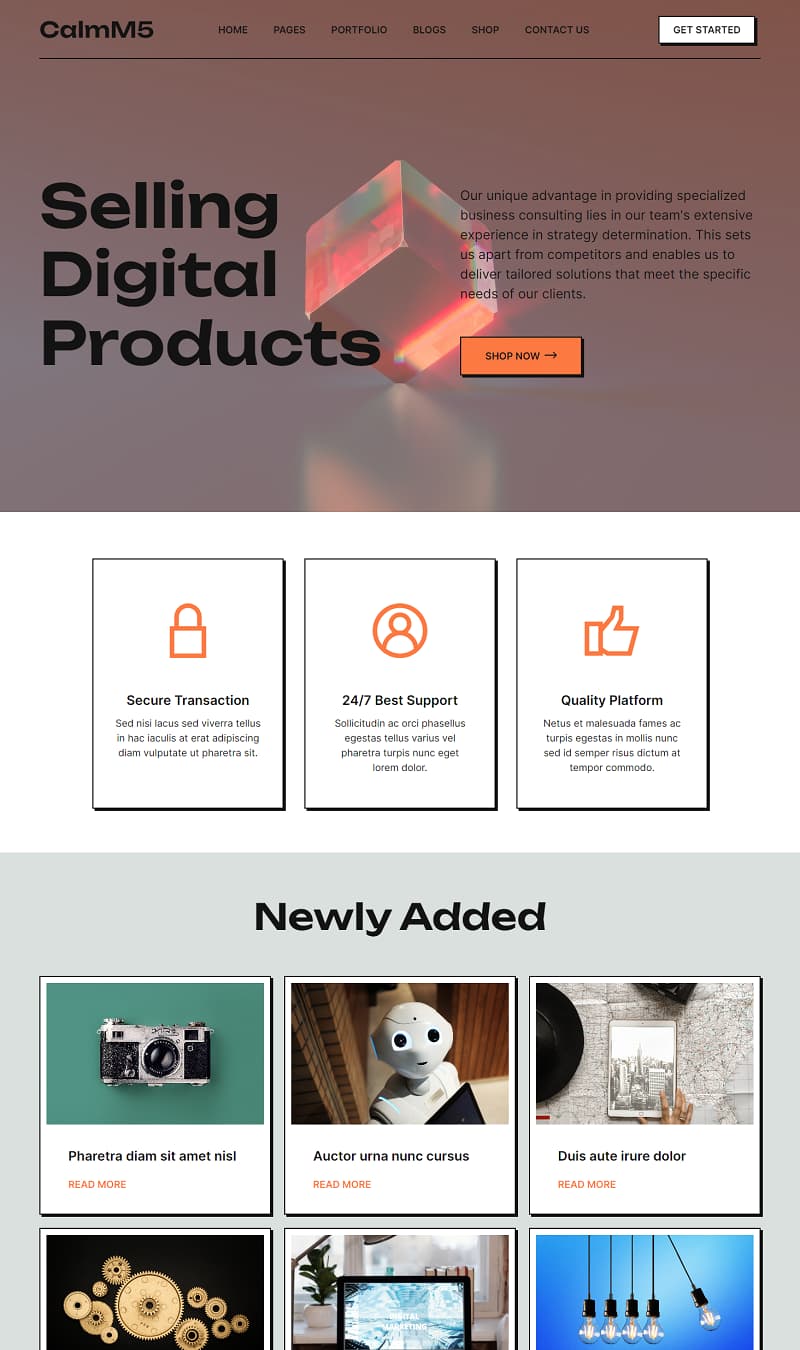 CalmM5
HOME PAGES PORTFOLIO BLOGS SHOP CONTACT US
GET STARTED
Selling
Digital
Products
Our unique advantage in providing specialized
business consulting lies in our team's extensive
experience in strategy determination. This sets
us apart from competitors and enables us to
deliver tailored solutions that meet the specific
needs of our clients.
SHOP NOW
Secure Transaction
Sed nisi lacus sed viverra tellus
in hac iaculis at erat adipiscing
diam vulputate ut pharetra sit.
24/7 Best Support
Sollicitudin ac orci phasellus
egestas tellus varius vel
pharetra turpis nunc eget
lorem dolor.
Quality Platform
Netus et malesuada fames ac
turpis egestas in mollis nunc
sed id semper risus dictum at
tempor commodo.
Newly Added
Pharetra diam sit amet nisl
READ MORE
Auctor urna nunc cursus
READ MORE
Duis aute irure dolor
READ MORE
DIGITAL
MARKETING